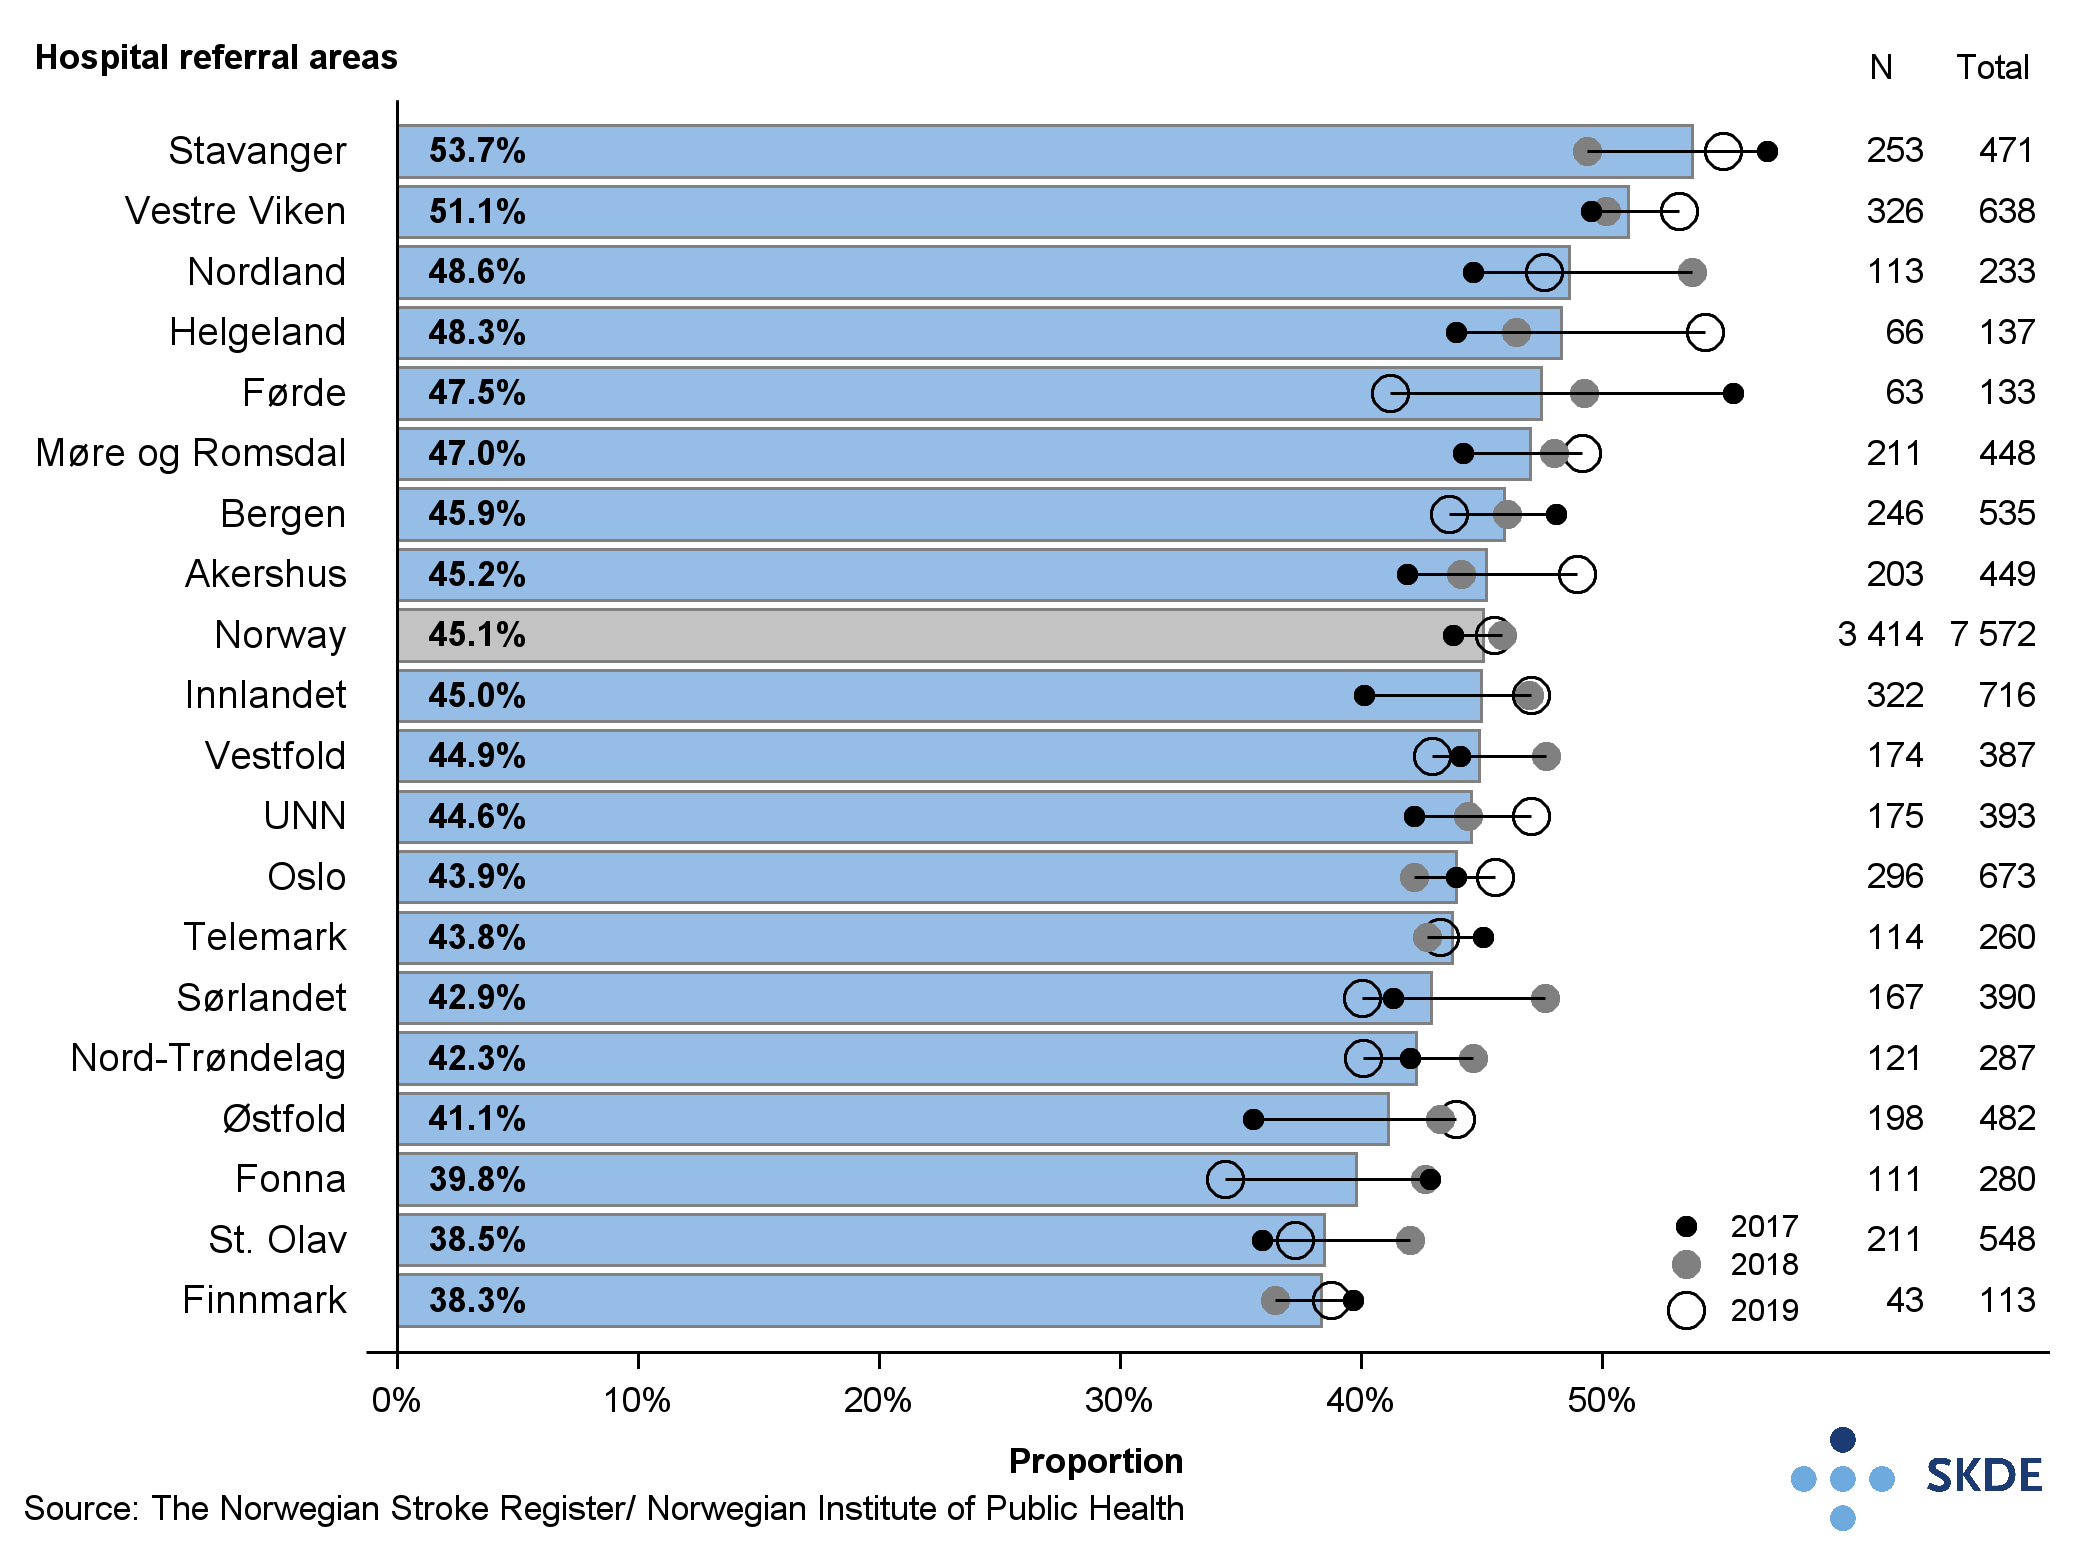 Hospital referral areas N Total
Stavanger 53.7% 253 471
Vestre Viken 51.1% 326 638
Nordland 48.6% 113 233
Helgeland 48.3% 66 137
Førde 47.5% 63 133
Møre og Romsdal 47.0% 211 448
Bergen 45.9% 246 535
Akershus 45.2% 203 449
Norway 45.1% 3 414 7 572
Innlandet 45.0% 322 716
Vestfold 44.9% 174 387
UNN 44.6% 175 393
Oslo 43.9% 296 673
Telemark 43.8% 114 260
Sørlandet 42.9% 167 390
Nord-Trøndelag 42.3% 121 287
Østfold 41.1% 198 482
Fonna 39.8% 111 280
St. Olav 38.5% 211 548
Finnmark 38.3% 43 113
2017
2018
2019
0% 10% 20% 30% 40% 50%
Proportion
Source: The Norwegian Stroke Register/ Norwegian Institute of Public Health
SKDE